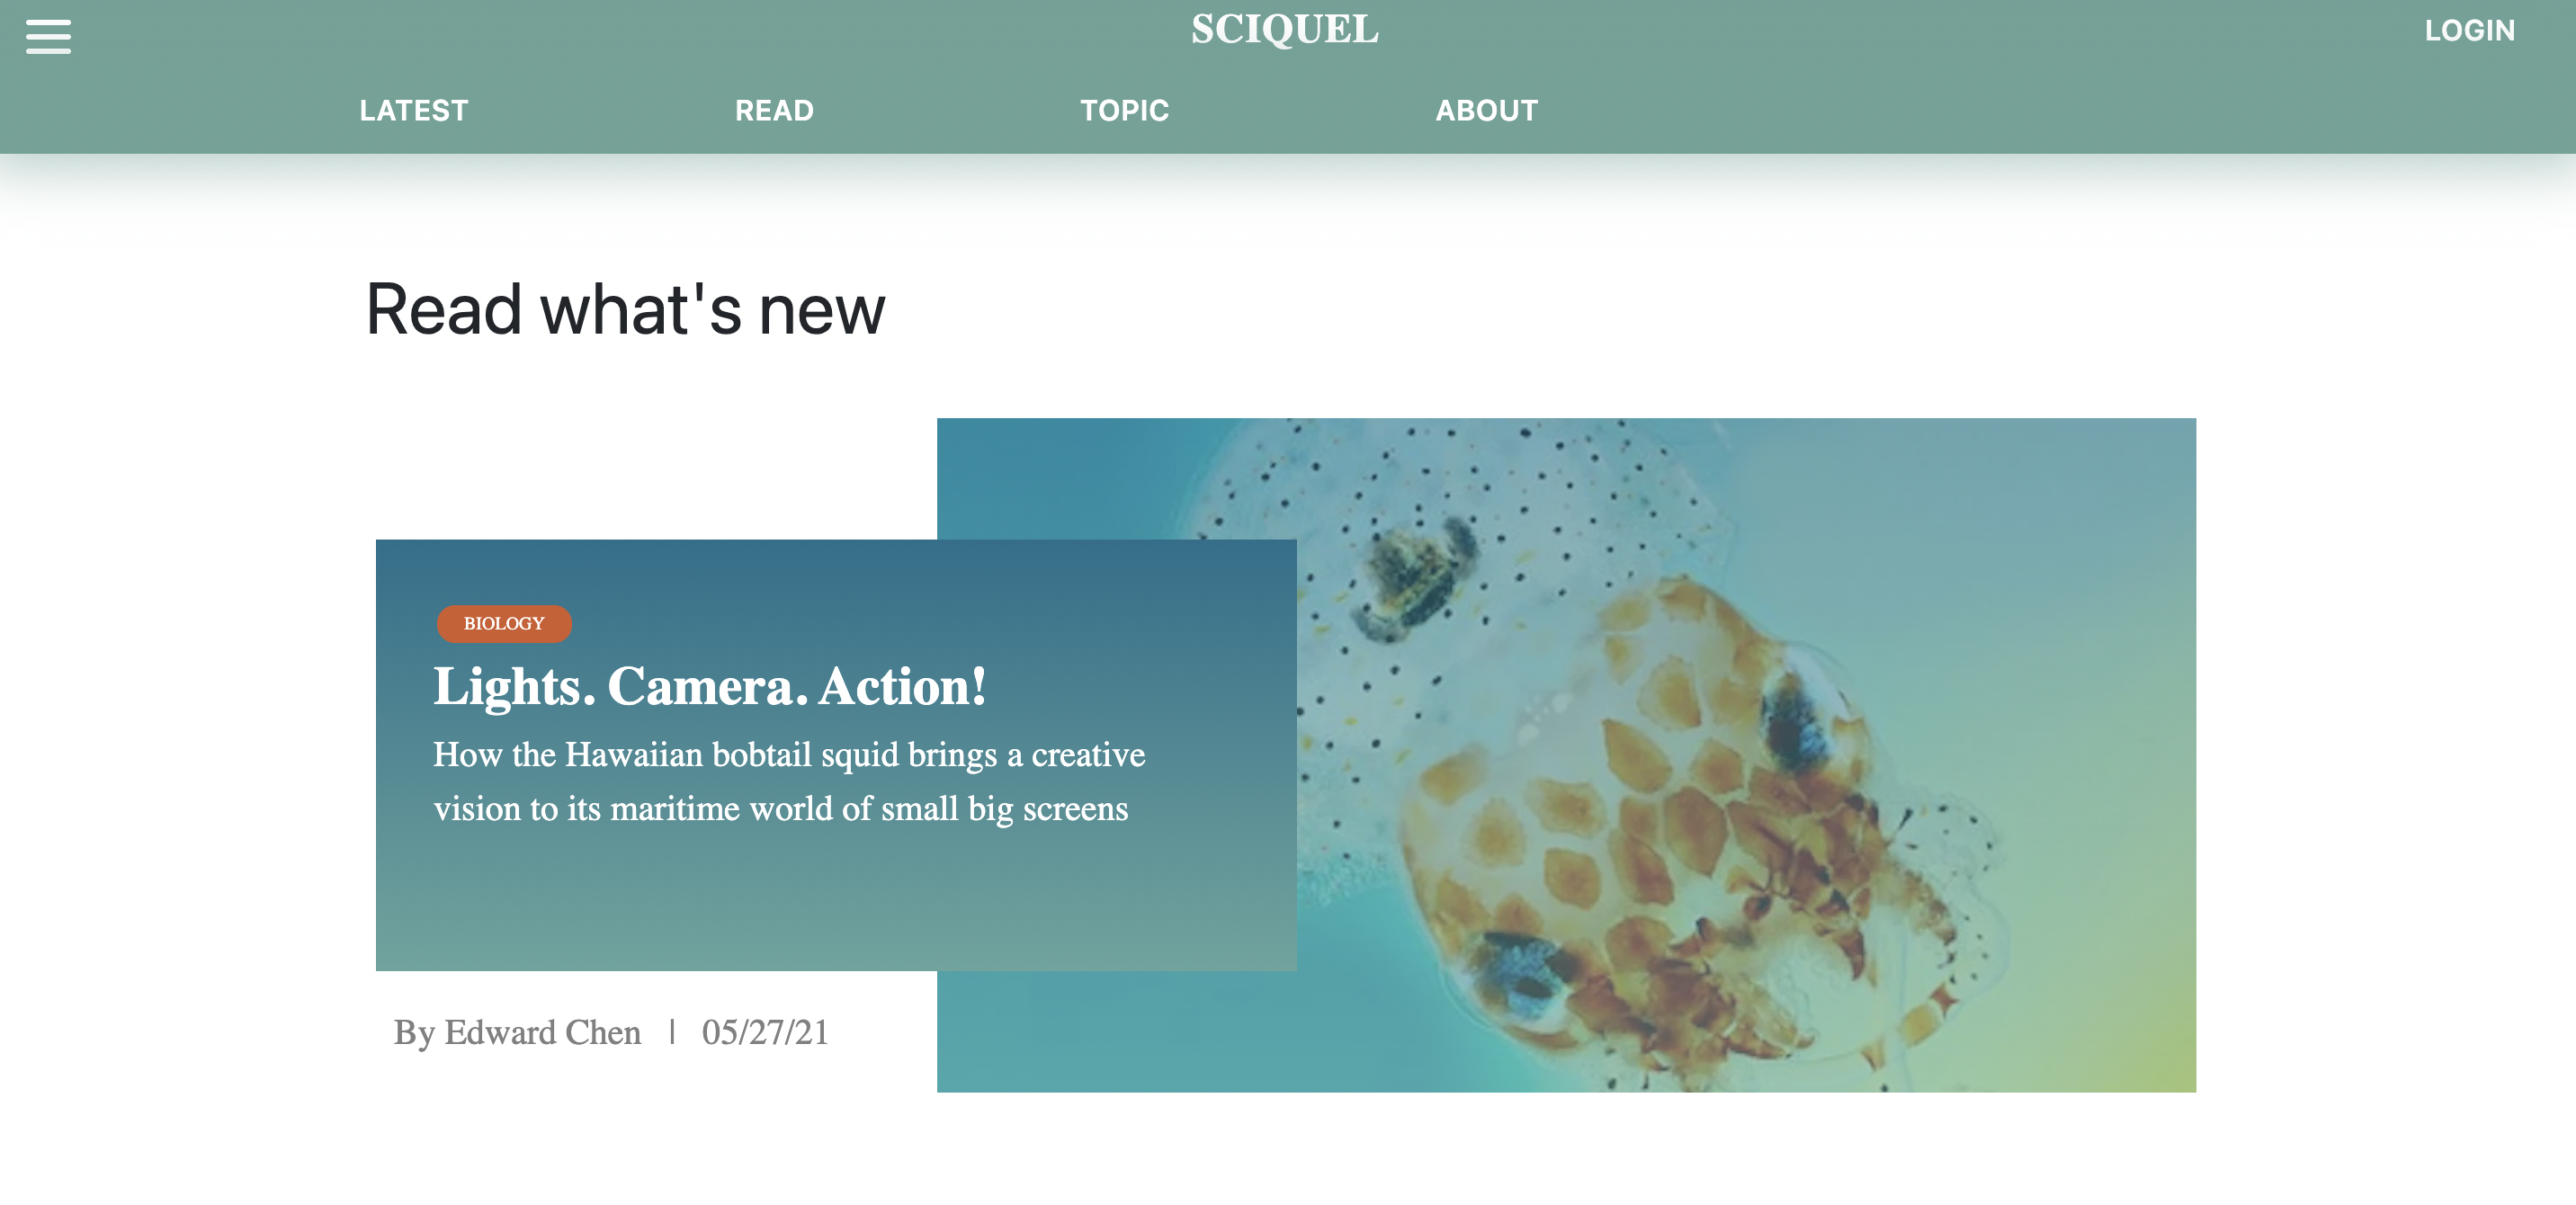 SCIQUEL
LOGIN
LATEST READ TOPIC ABOUT
Read what's new
BIOLOGY
Lights. Camera. Action!
How the Hawaiian bobtail squid brings a creative
vision to its maritime world of small big screens
By Edward Chen | 05/27/21